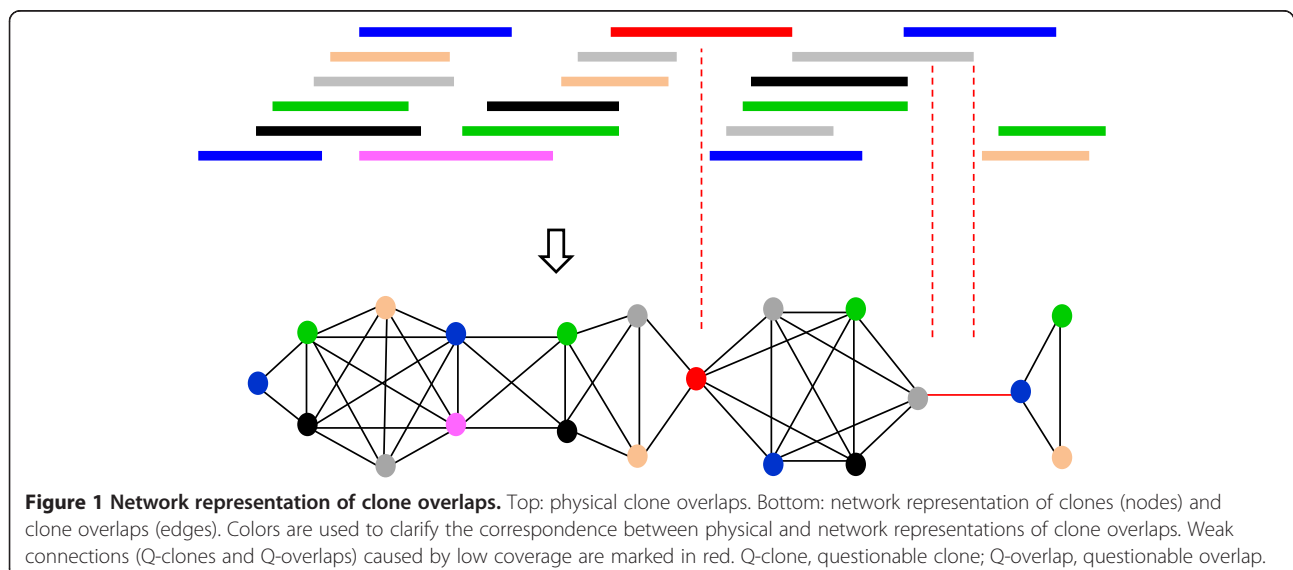 Figure 1 Network representation of clone overlaps. Top: physical clone overlaps. Bottom: network representation of clones (nodes) and
clone overlaps (edges). Colors are used to clarify the correspondence between physical and network representations of clone overlaps. Weak
connections (Q-clones and Q-overlaps) caused by low coverage are marked in red. Q-clone, questionable clone; Q-overlap, questionable overlap.